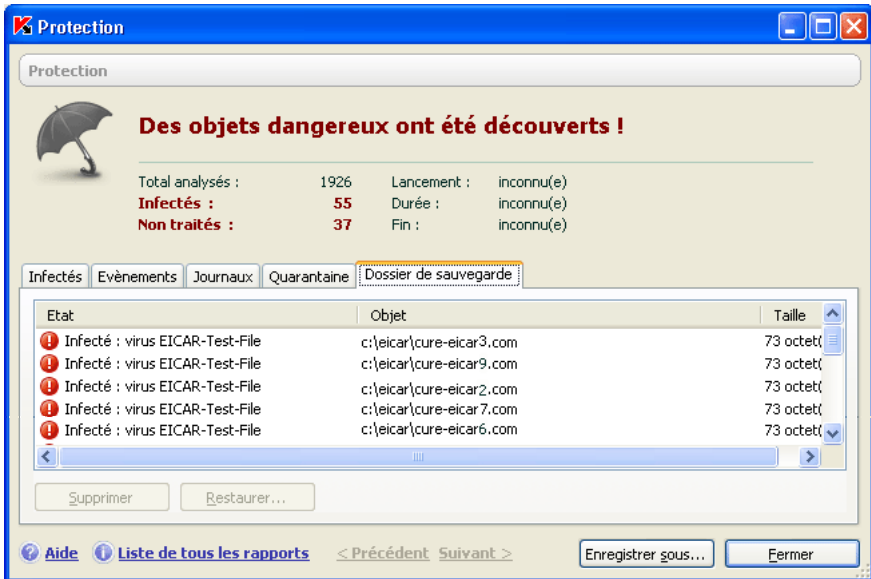 Protection
Protection
Des objets dangereux ont été découverts !
Total analysés : 1926 Lancement : inconnu(e)
Infectés : 55 Durée : inconnu(e)
Non traités : 37 Fin : inconnu(e)
Infectés Evènements Journaux Quarantaine Dossier de sauvegarde
Etat Objet Taille
Infecté : virus EICAR-Test-File c:\eicar\cure-eicar3.com 73 octet(
Infecté : virus EICAR-Test-File c:\eicar\cure-eicar9.com 73 octet(
Infecté : virus EICAR-Test-File c:\eicar\cure-eicar2.com 73 octet(
Infecté : virus EICAR-Test-File c:\eicar\cure-eicar7.com 73 octet(
Infecté : virus EICAR-Test-File c:\eicar\cure-eicar6.com 73 octet(
Supprimer Restaurer...
Aide Liste de tous les rapports < Précédent Suivant > Enregistrer sous... Fermer